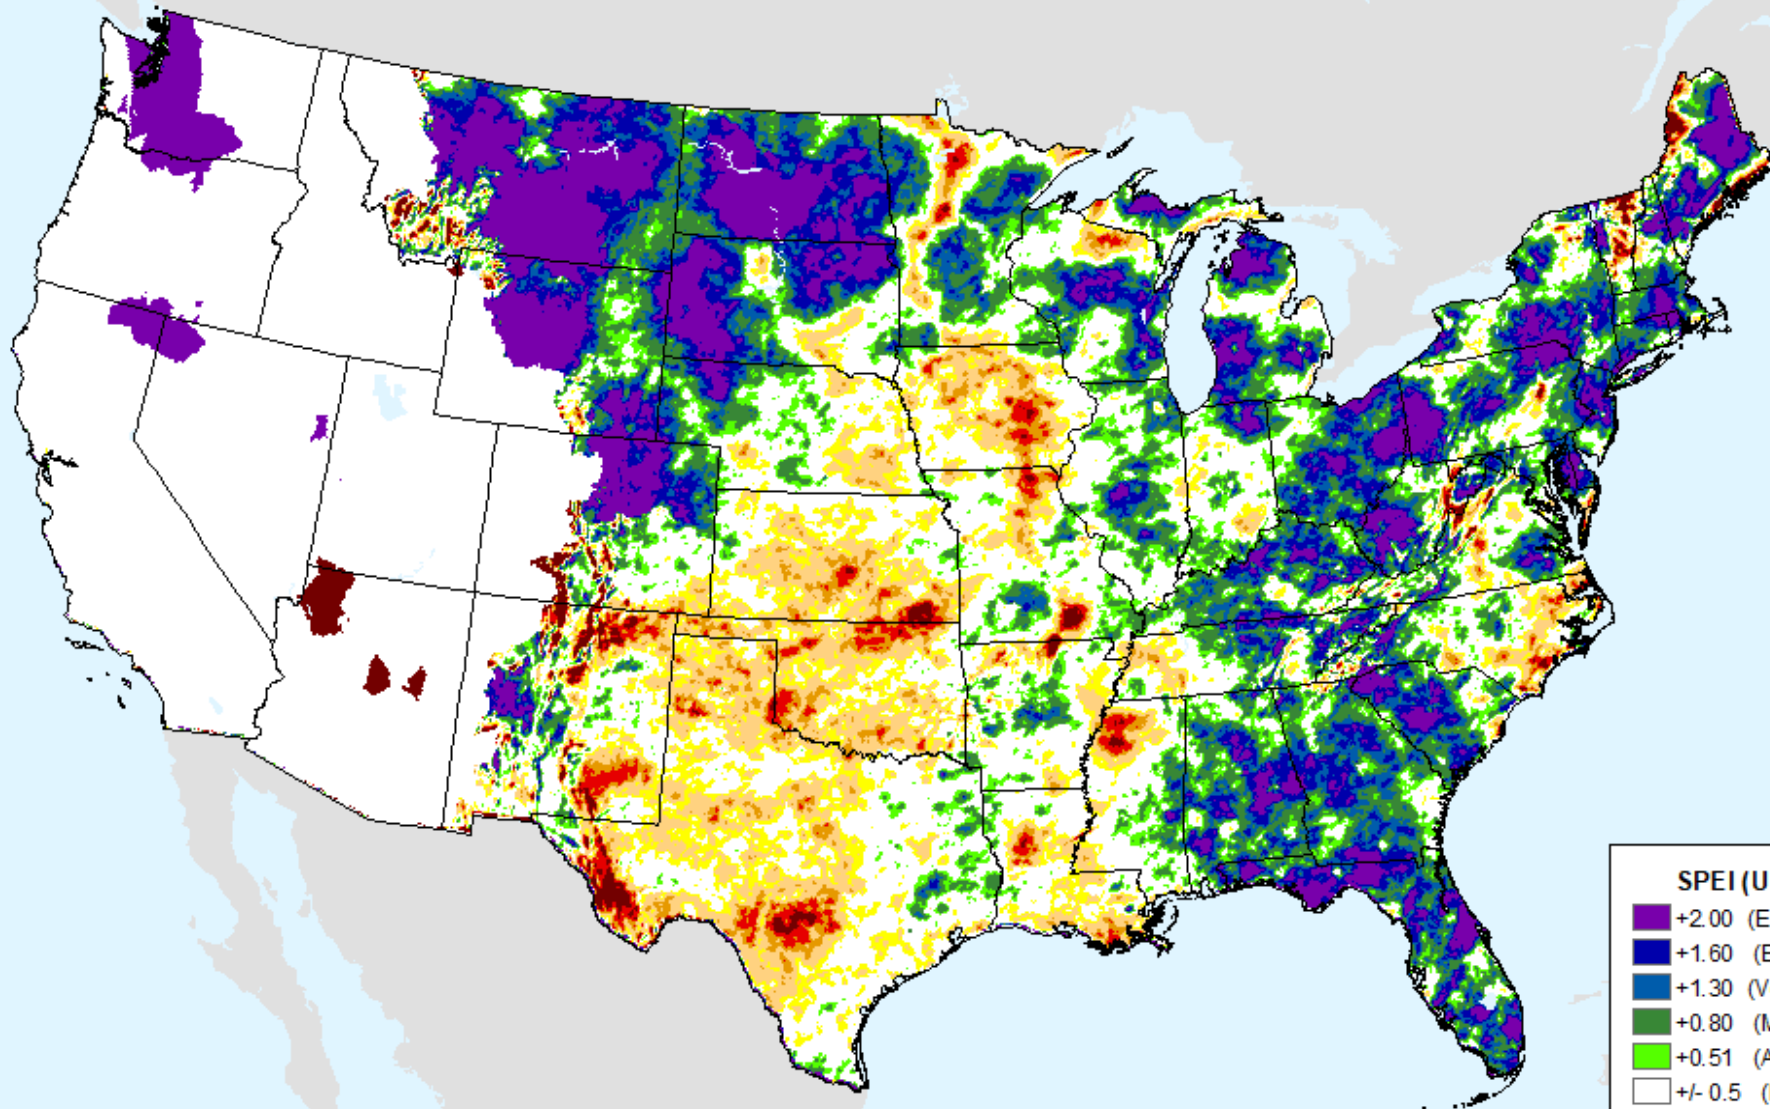 SPEI (U
+2.00 (E
+1.60 (E
+1.30 (V
+0.80 (M
+0.51 (A
+/- 0.5 (